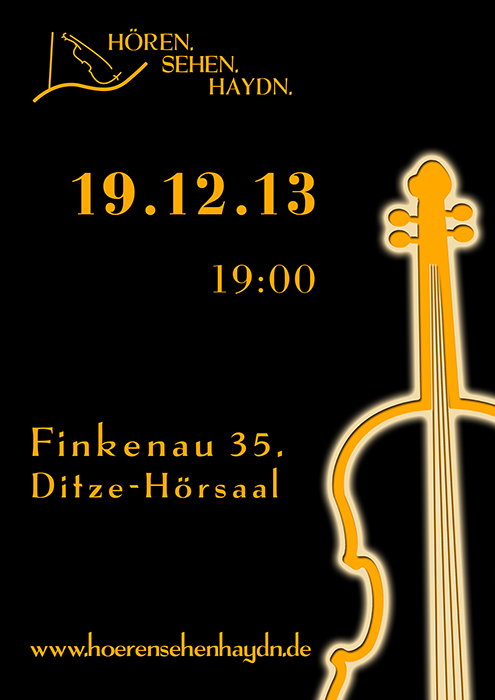 HÖREN.
SEHEN.
HAYDN.
19.12.13
19:00
Finkenau 35,
Ditze-Hörsaal
www.hoerensehenhaydn.de